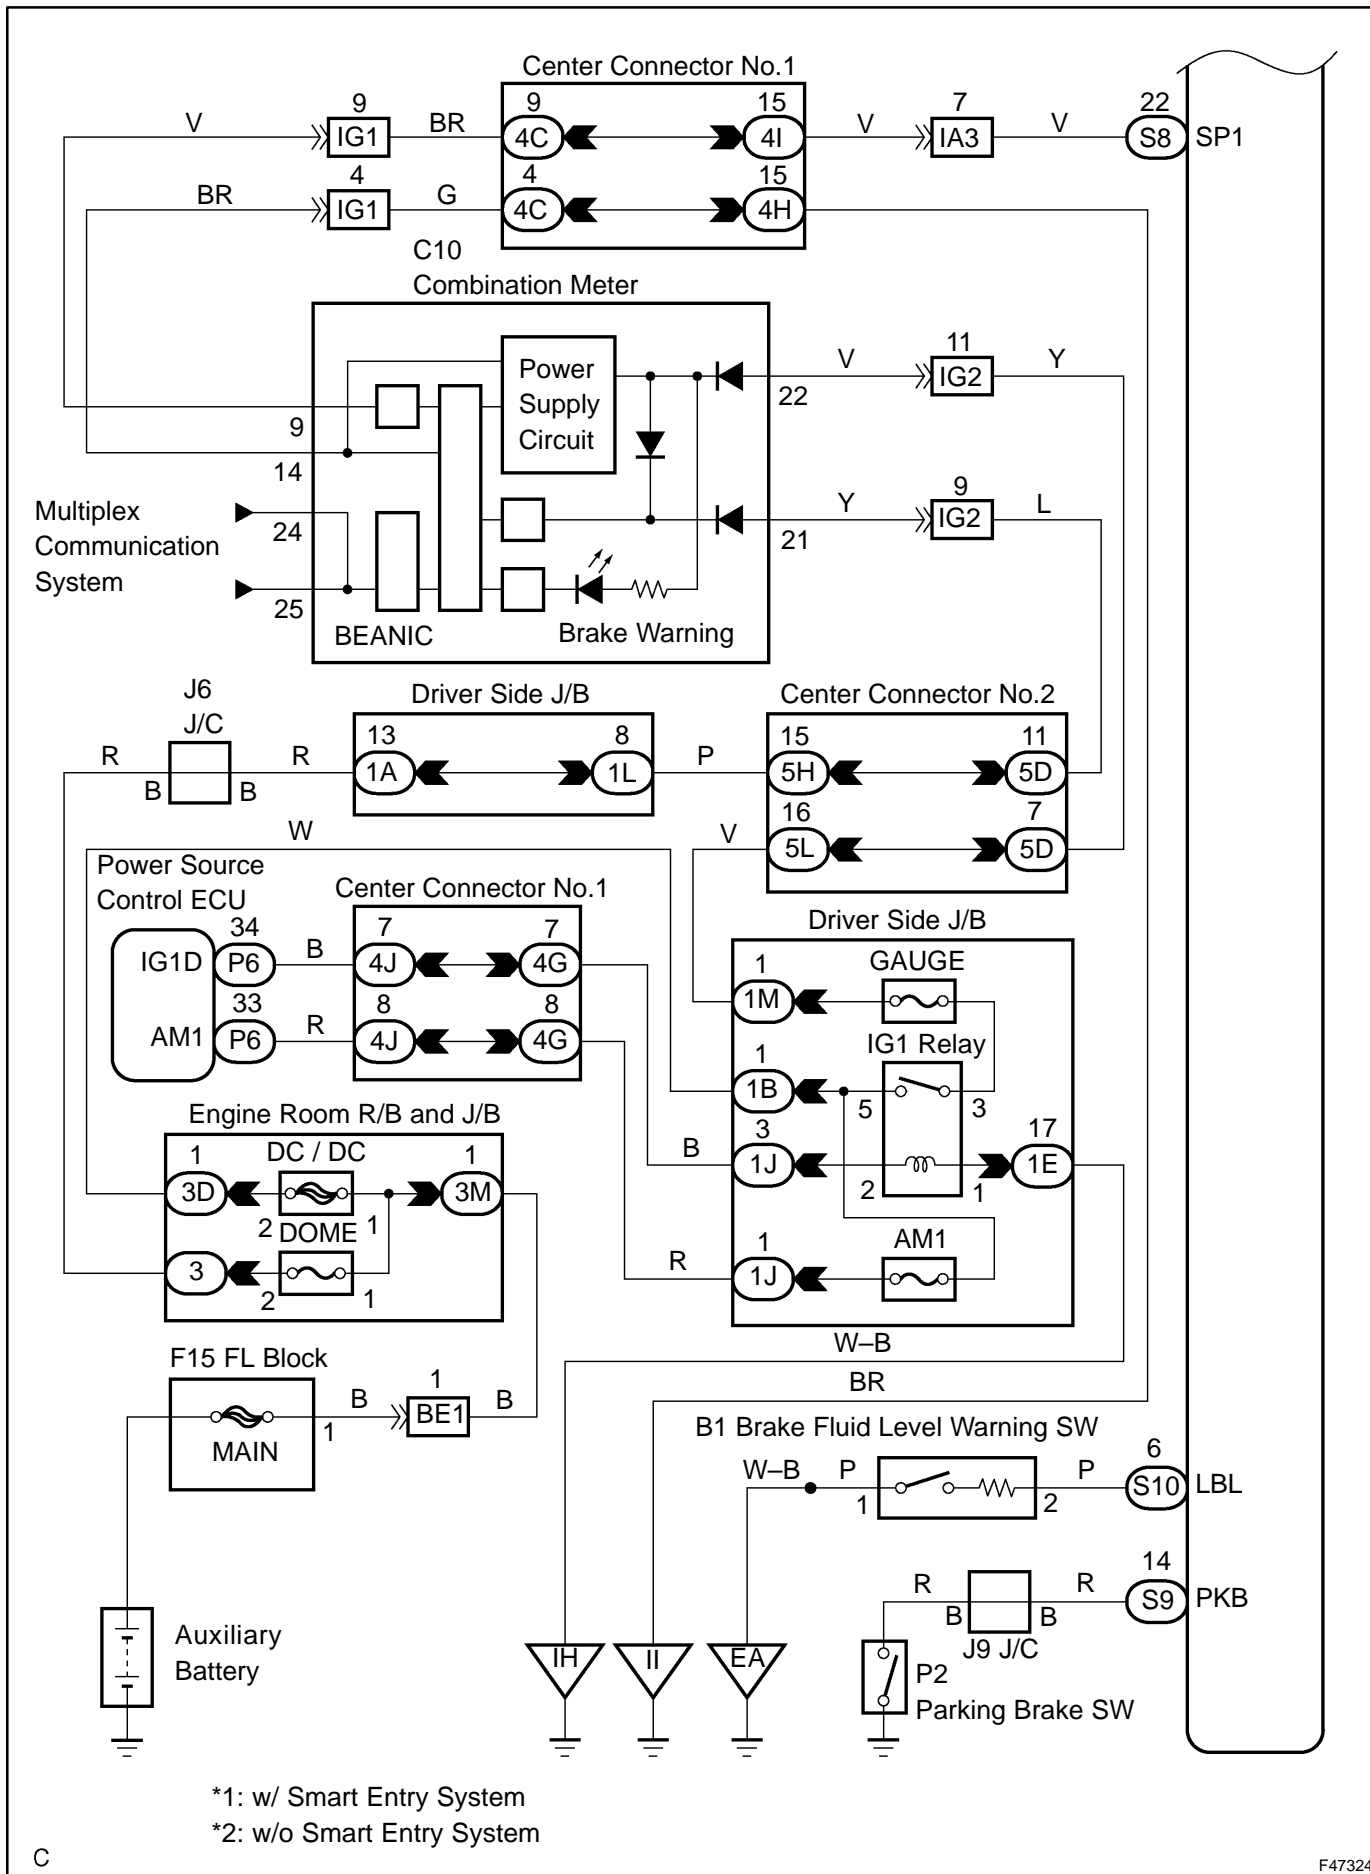 Center Connector No.1
9
9
15
7
22
V
IG1
BR
4C
4I
V
IA3
V
S8
SP1
4
4
15
BR
IG1
G
4C
4H
C10
Combination Meter
Power
Supply
Circuit
V
11
IG2
Y
22
9
14
Y
9
IG2
L
21
Multiplex
Communication
System
24
25
BEANIC
Brake Warning
J6
J/C
Driver Side J/B
Center Connector No.2
R
B
B
R
13
1A
8
1L
P
15
5H
11
5D
16
5L
7
5D
W
V
Power Source
Control ECU
Center Connector No.1
Driver Side J/B
IG1D
34
P6
B
7
4J
7
4G
AM1
33
P6
R
8
4J
8
4G
1
1M
GAUGE
IG1 Relay
1
1B
5
3
B
3
1J
2
1
17
1E
R
1
1J
AM1
Engine Room R/B and J/B
1
3D
DC / DC
1
3M
2
1
DOME
3
2
1
W–B
BR
F15 FL Block
MAIN
1
B
1
BE1
B
B1 Brake Fluid Level Warning SW
W–B
P
1
2
P
6
S10
LBL
R
B
B
R
14
S9
PKB
J9 J/C
P2
Parking Brake SW
Auxiliary
Battery
IH
II
EA
*1: w/ Smart Entry System
*2: w/o Smart Entry System
C
F47324